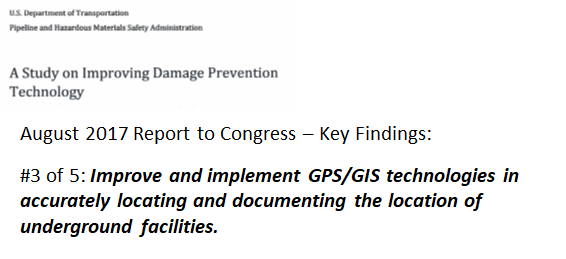 U.S. Department of Transportation
Pipeline and Hazardous Materials Safety Administration
A Study on Improving Damage Prevention
Technology
August 2017 Report to Congress – Key Findings:
#3 of 5: Improve and implement GPS/GIS technologies in
accurately locating and documenting the location of
underground facilities.